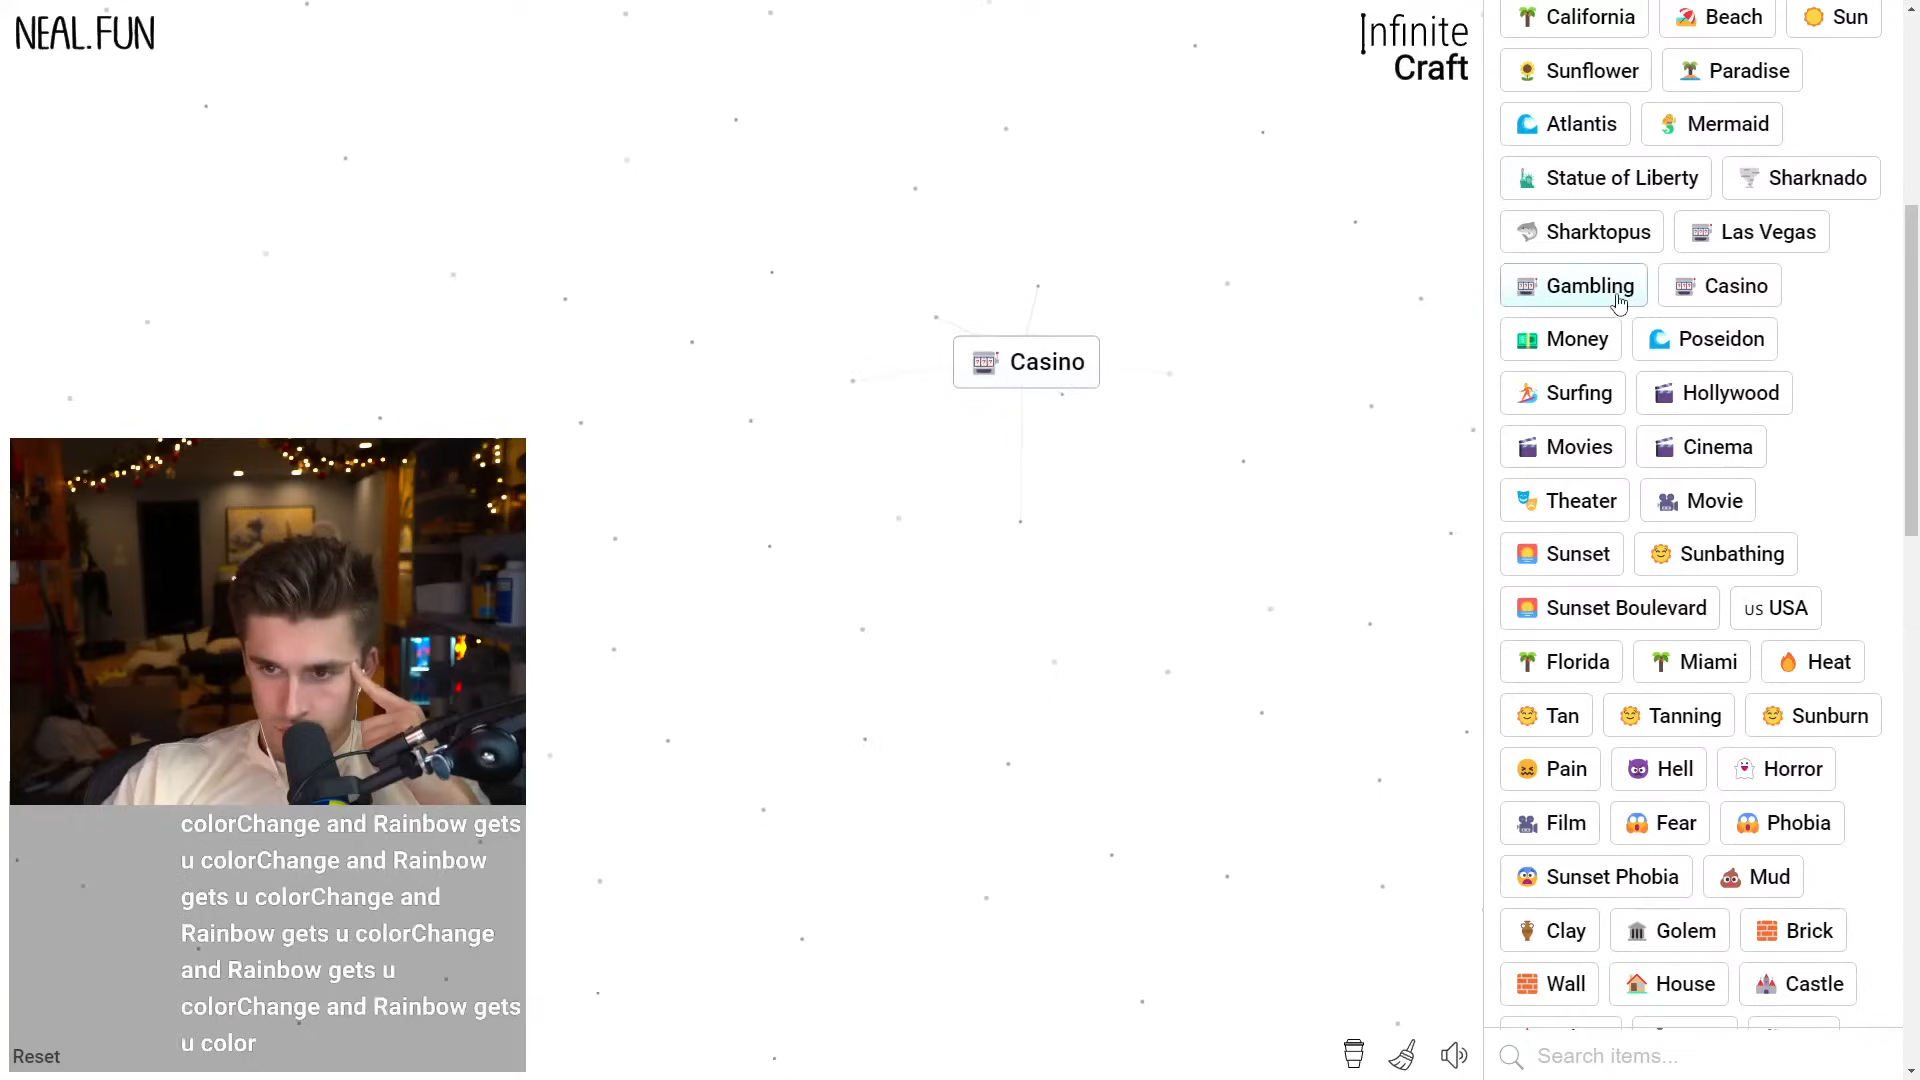 NEAL.FUN
Infinite
Craft
California Beach Sun
Sunflower Paradise
Atlantis Mermaid
Statue of Liberty Sharknado
Sharktopus Las Vegas
Gambling Casino
Money Poseidon
Casino
Surfing Hollywood
Movies Cinema
Theater Movie
Sunset Sunbathing
Sunset Boulevard US USA
Florida Miami Heat
Tan Tanning Sunburn
Pain Hell Horror
Film Fear Phobia
Sunset Phobia Mud
Clay Golem Brick
Wall House Castle
colorChange and Rainbow gets
u colorChange and Rainbow
gets u colorChange and
Rainbow gets u colorChange
and Rainbow gets u
colorChange and Rainbow gets
u color
Reset
Search items...